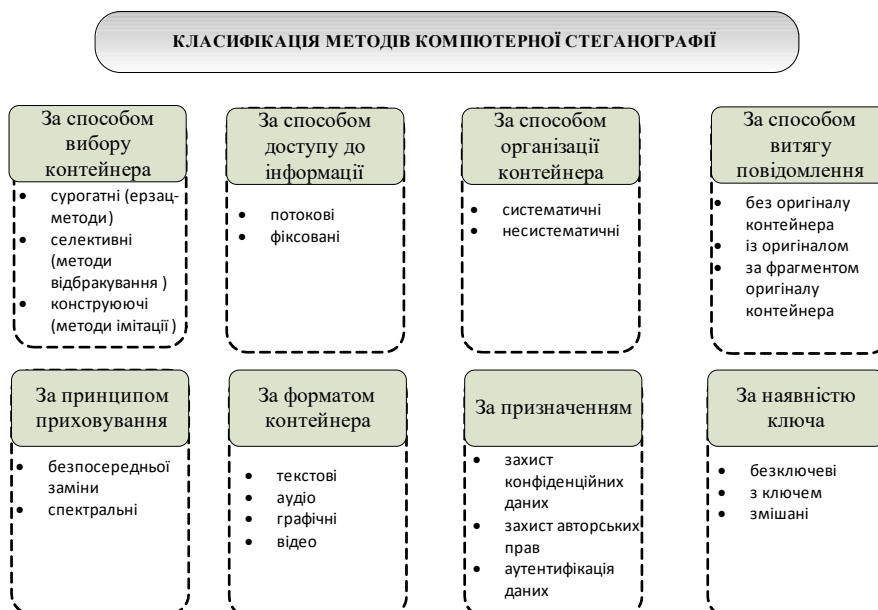 КЛАСИФІКАЦІЯ МЕТОДІВ КОМПЮТЕРНОЇ СТЕГАНОГРАФІЇ
За способом
вибору
контейнера
• сурогатні (ерзац-
методи)
• селективні
(методи
відбракування )
• конструюючі
(методи імітації )
За способом
доступу до
інформації
• потокові
• фіксовані
За способом
організації
контейнера
• систематичні
• несистематичні
За способом
витягу
повідомлення
• без оригіналу
контейнера
• із оригіналом
• за фрагментом
оригіналу
контейнера
За принципом
приховування
• безпосередньої
заміни
• спектральні
За форматом
контейнера
• текстові
• аудіо
• графічні
• відео
За призначенням
• захист
конфіденційних
даних
• захист авторських
прав
• аутентифікація
даних
За наявністю
ключа
• безключеві
• з ключем
• змішані